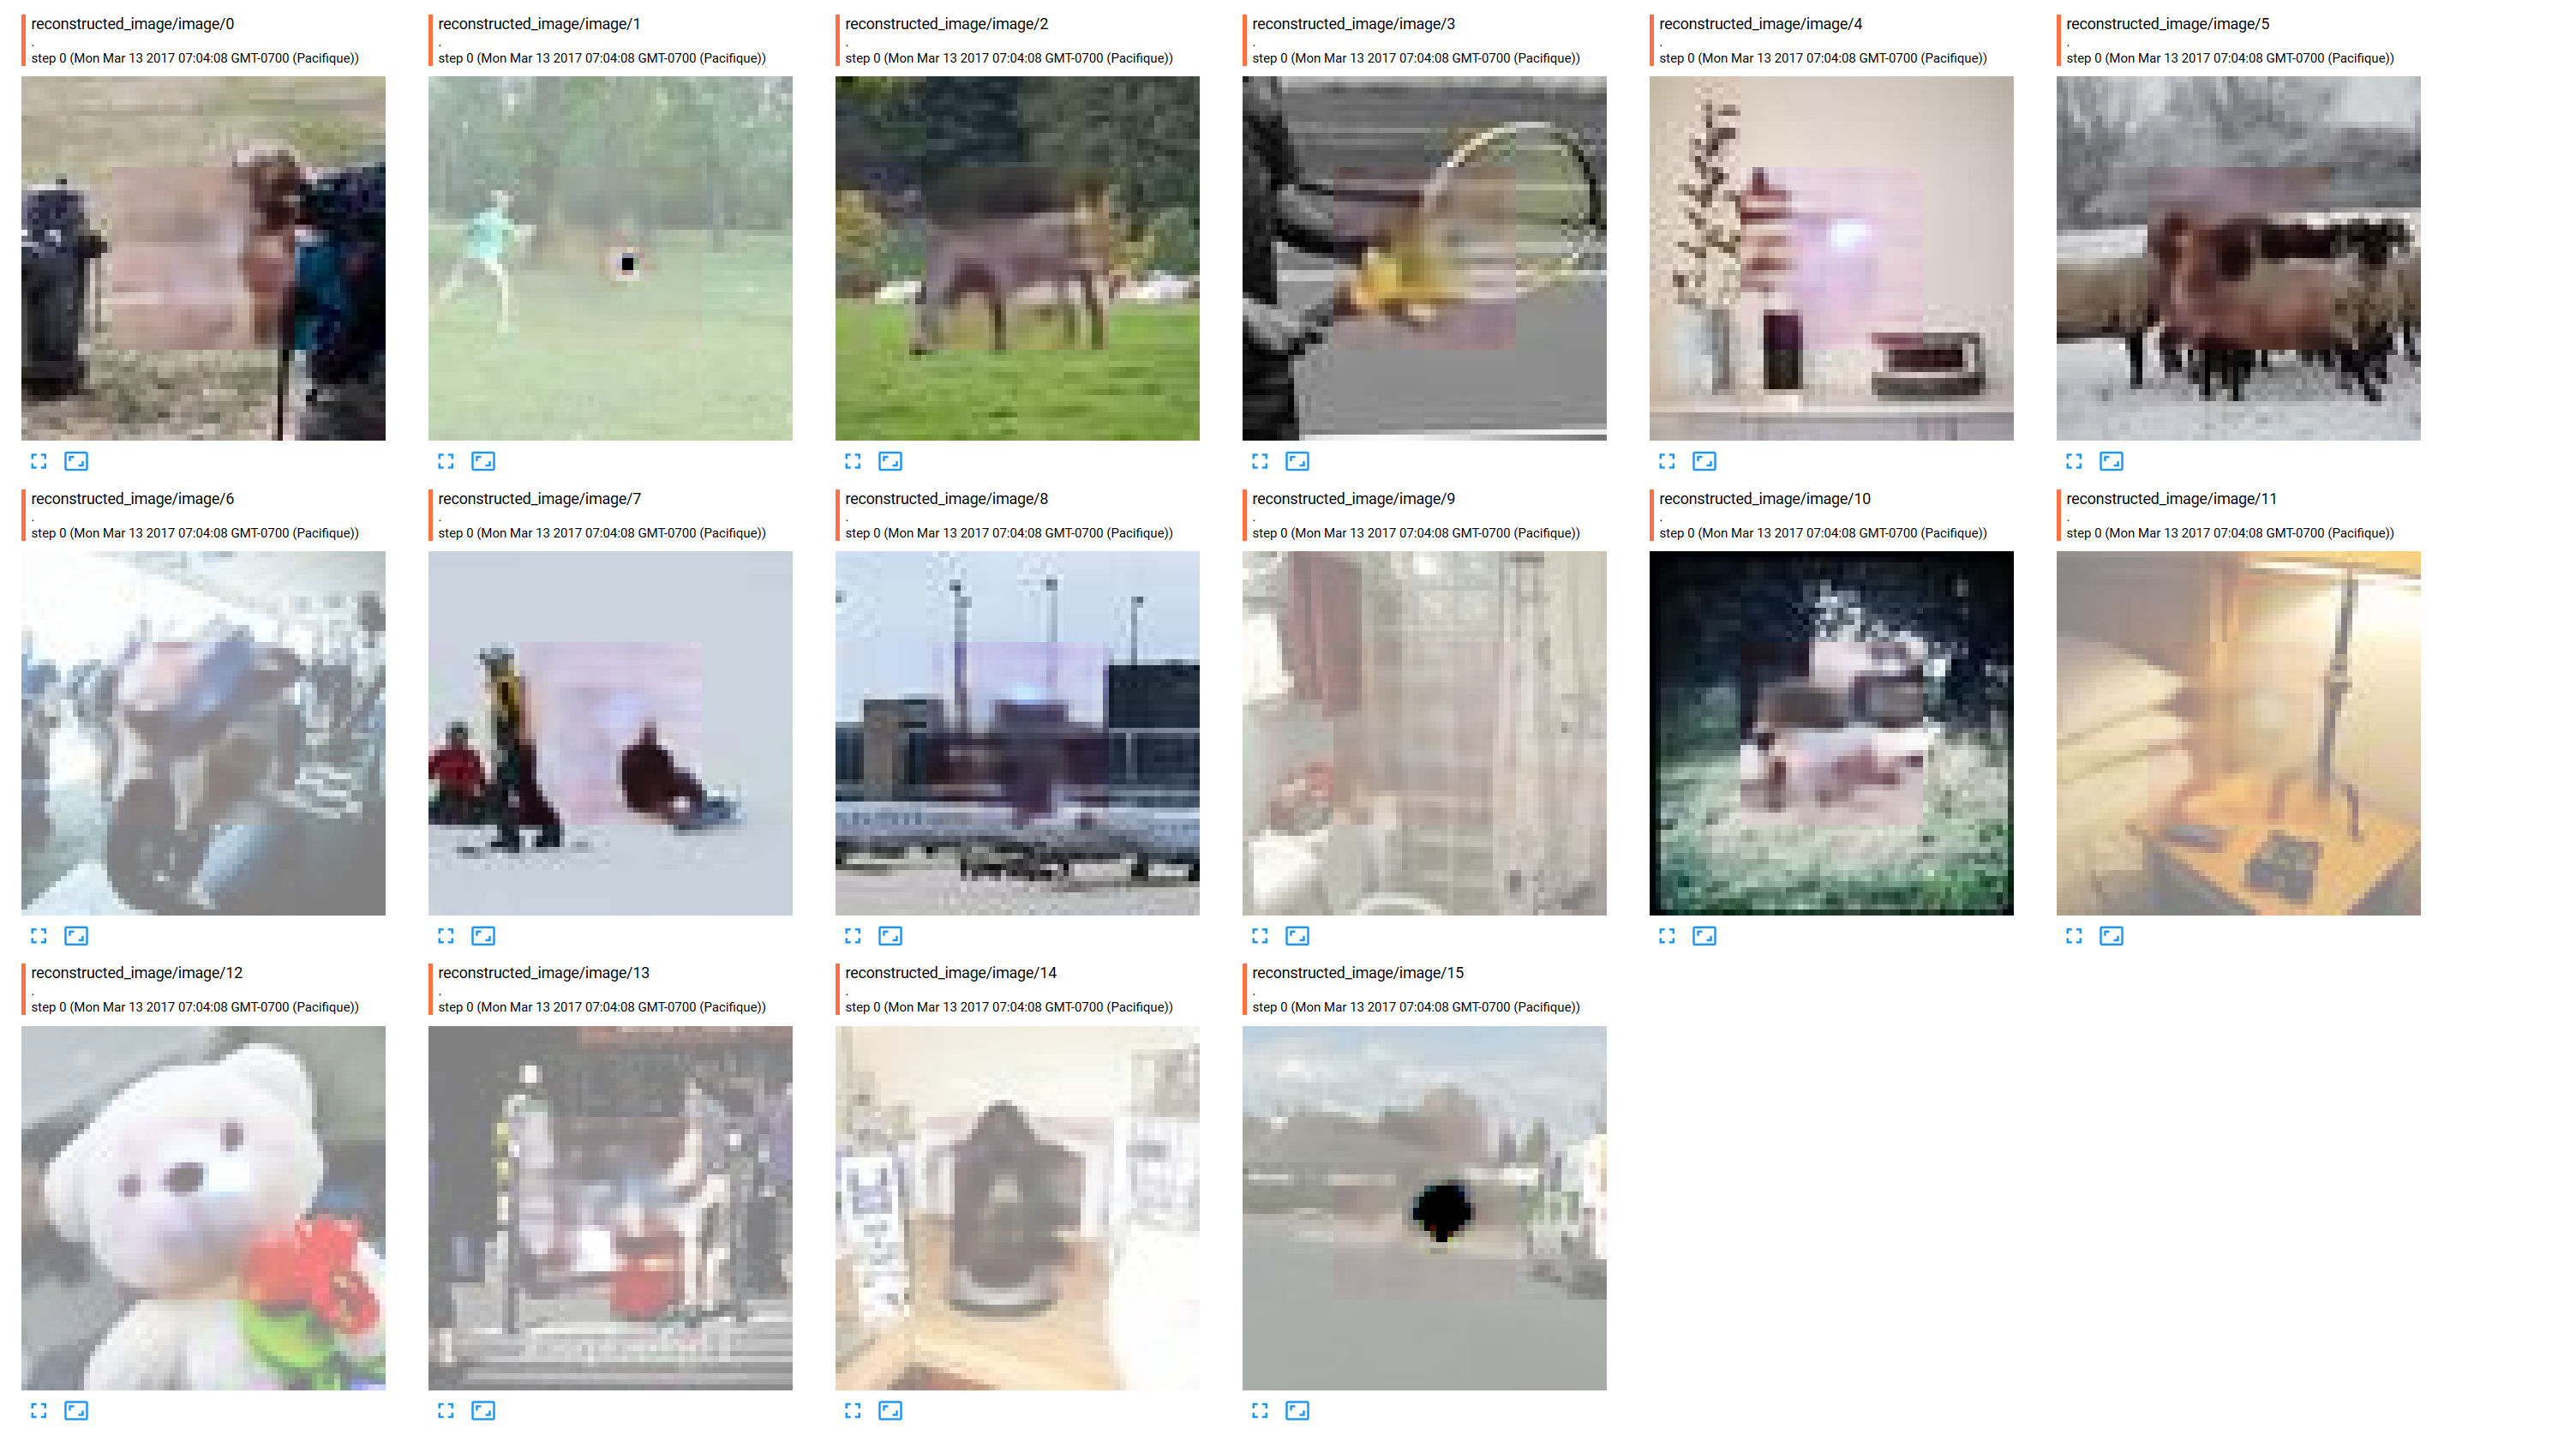 reconstructed_image/image/0
.
step 0 (Mon Mar 13 2017 07:04:08 GMT-0700 (Pacifique))
reconstructed_image/image/1
.
step 0 (Mon Mar 13 2017 07:04:08 GMT-0700 (Pacifique))
reconstructed_image/image/2
.
step 0 (Mon Mar 13 2017 07:04:08 GMT-0700 (Pacifique))
reconstructed_image/image/3
.
step 0 (Mon Mar 13 2017 07:04:08 GMT-0700 (Pacifique))
reconstructed_image/image/4
.
step 0 (Mon Mar 13 2017 07:04:08 GMT-0700 (Pacifique))
reconstructed_image/image/5
.
step 0 (Mon Mar 13 2017 07:04:08 GMT-0700 (Pacifique))
reconstructed_image/image/6
.
step 0 (Mon Mar 13 2017 07:04:08 GMT-0700 (Pacifique))
reconstructed_image/image/7
.
step 0 (Mon Mar 13 2017 07:04:08 GMT-0700 (Pacifique))
reconstructed_image/image/8
.
step 0 (Mon Mar 13 2017 07:04:08 GMT-0700 (Pacifique))
reconstructed_image/image/9
.
step 0 (Mon Mar 13 2017 07:04:08 GMT-0700 (Pacifique))
reconstructed_image/image/10
.
step 0 (Mon Mar 13 2017 07:04:08 GMT-0700 (Pacifique))
reconstructed_image/image/11
.
step 0 (Mon Mar 13 2017 07:04:08 GMT-0700 (Pacifique))
reconstructed_image/image/12
.
step 0 (Mon Mar 13 2017 07:04:08 GMT-0700 (Pacifique))
reconstructed_image/image/13
.
step 0 (Mon Mar 13 2017 07:04:08 GMT-0700 (Pacifique))
reconstructed_image/image/14
.
step 0 (Mon Mar 13 2017 07:04:08 GMT-0700 (Pacifique))
reconstructed_image/image/15
.
step 0 (Mon Mar 13 2017 07:04:08 GMT-0700 (Pacifique))